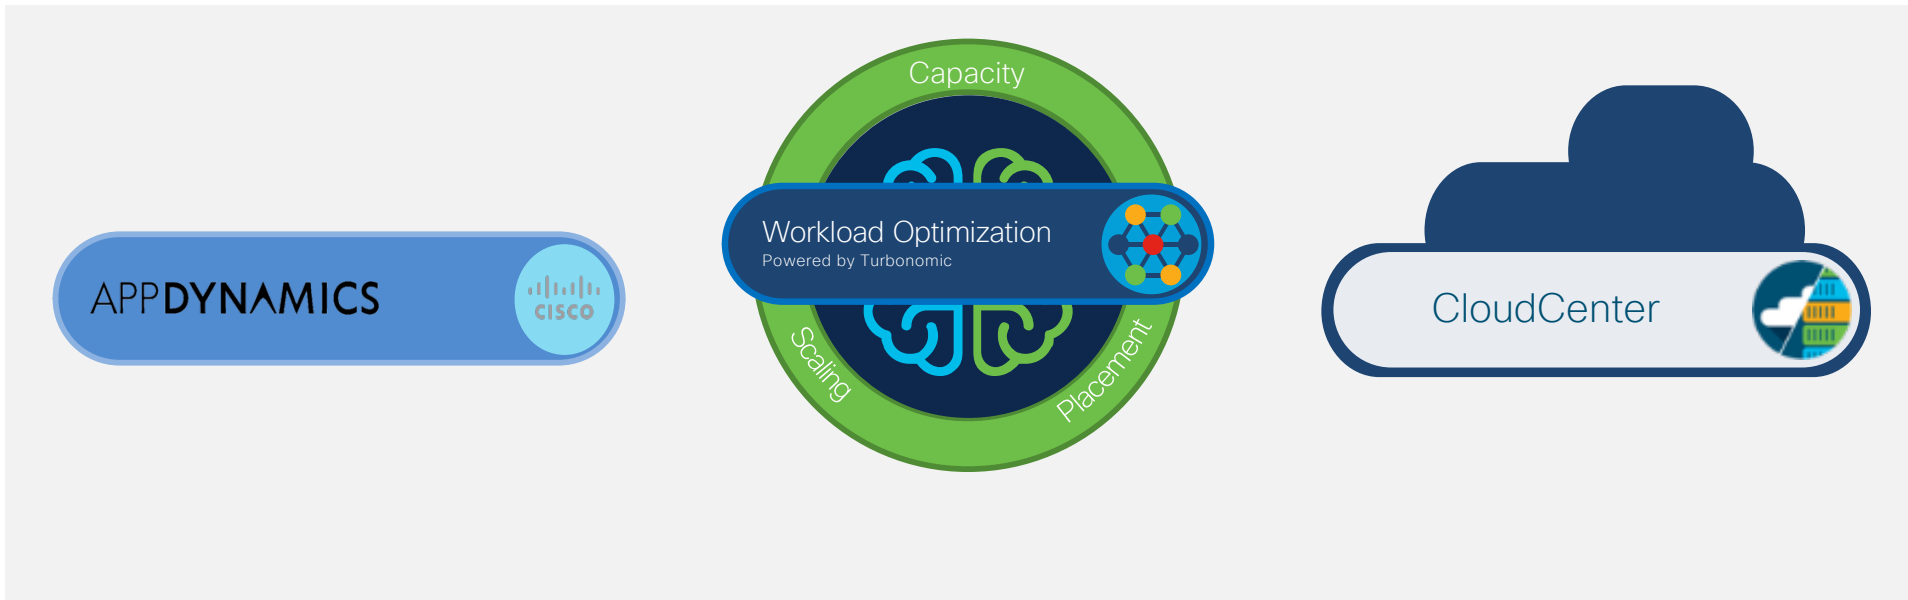 APPDYNAMICS
CISCO
Capacity
Workload Optimization
Powered by Turbonomic
Scaling
Placement
CloudCenter